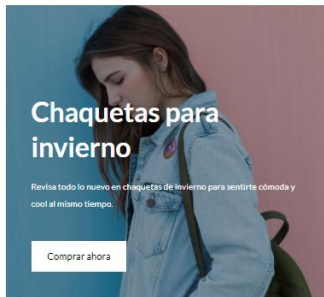 Chaquetas para
invierno
Revisa todo lo nuevo en chaquetas de invierno para sentirte cómoda y
cool al mismo tiempo.
Comprar ahora